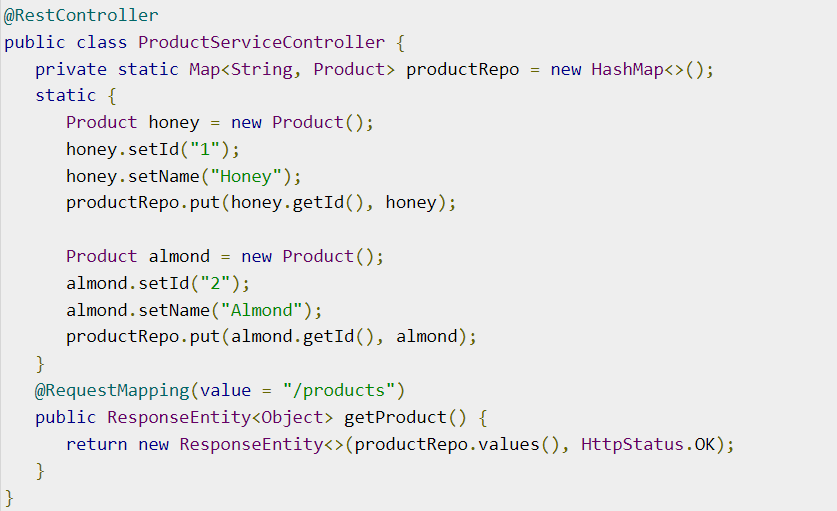 @RestController
public class ProductServiceController {
   private static Map<String, Product> productRepo = new HashMap<>();
   static {
      Product honey = new Product();
      honey.setId("1");
      honey.setName("Honey");
      productRepo.put(honey.getId(), honey);

      Product almond = new Product();
      almond.setId("2");
      almond.setName("Almond");
      productRepo.put(almond.getId(), almond);
   }
   @RequestMapping(value = "/products")
   public ResponseEntity<Object> getProduct() {
      return new ResponseEntity<>(productRepo.values(), HttpStatus.OK);
   }
}